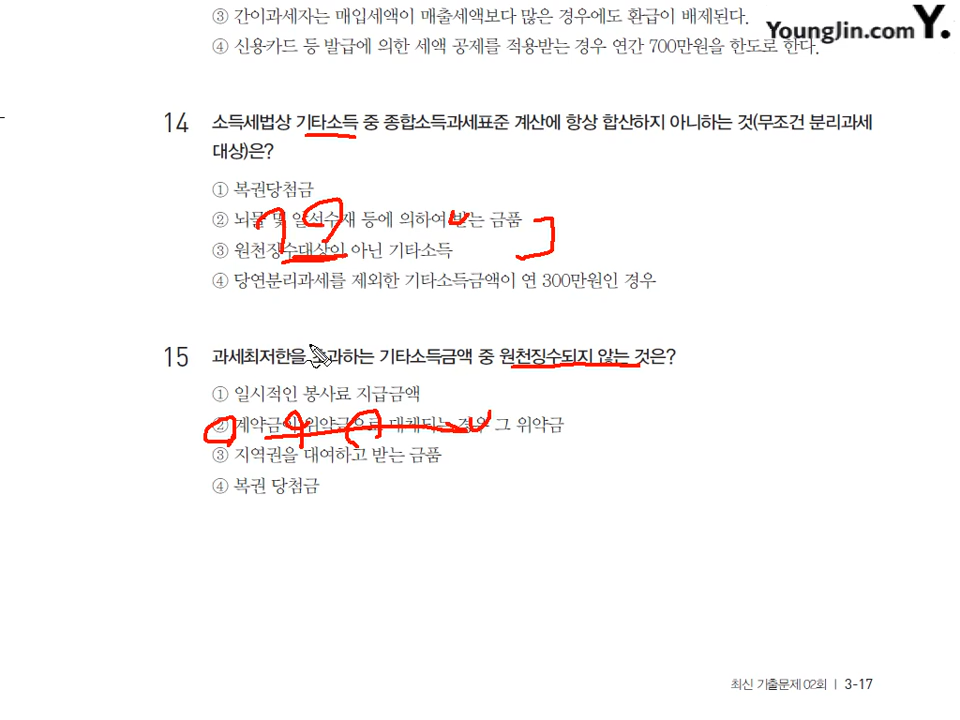 ③ 간이과세자는 매입세액이 매출세액보다 많은 경우에도 환급이 배제된다.
YoungJin.com Y.
④ 신용카드 등 발급에 의한 세액 공제를 적용받는 경우 연간 700만원을 한도로 한다.
14 소득세법상 기타소득 중 종합소득과세표준 계산에 항상 합산하지 아니하는 것(무조건 분리과세
대상)은?
① 복권당첨금
② 뇌물 및 알선수재 등에 의하여 받는 금품
③ 원천징수대상이 아닌 기타소득
④ 당연분리과세를 제외한 기타소득금액이 연 300만원인 경우
15 과세최저한을 초과하는 기타소득금액 중 원천징수되지 않는 것은?
① 일시적인 봉사료 지급금액
② 계약금이 위약금으로 대체되는 경우 그 위약금
③ 지역권을 대여하고 받는 금품
④ 복권 당첨금
최신 기출문제 02회 | 3-17